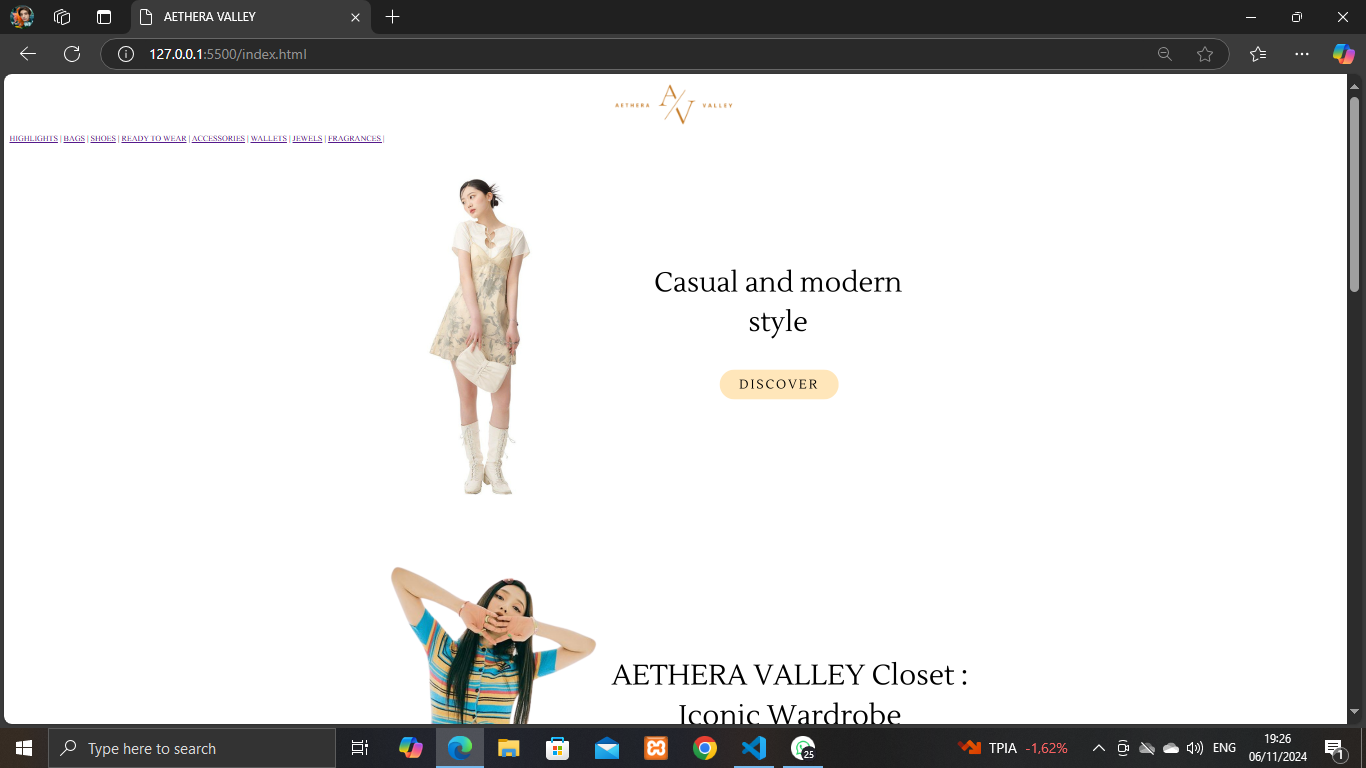 AETHERA VALLEY
127.0.0.1:5500/index.html
AETHERA AV VALLEY
HIGHLIGHTS | BAGS | SHOES | READY TO WEAR | ACCESSORIES | WALLETS | JEWELS | FRAGRANCES |
Casual and modern
style
DISCOVER
AETHERA VALLEY Closet :
Iconic Wardrobe
Type here to search
25
TPIA -1,62%
ENG
19:26
06/11/2024
1